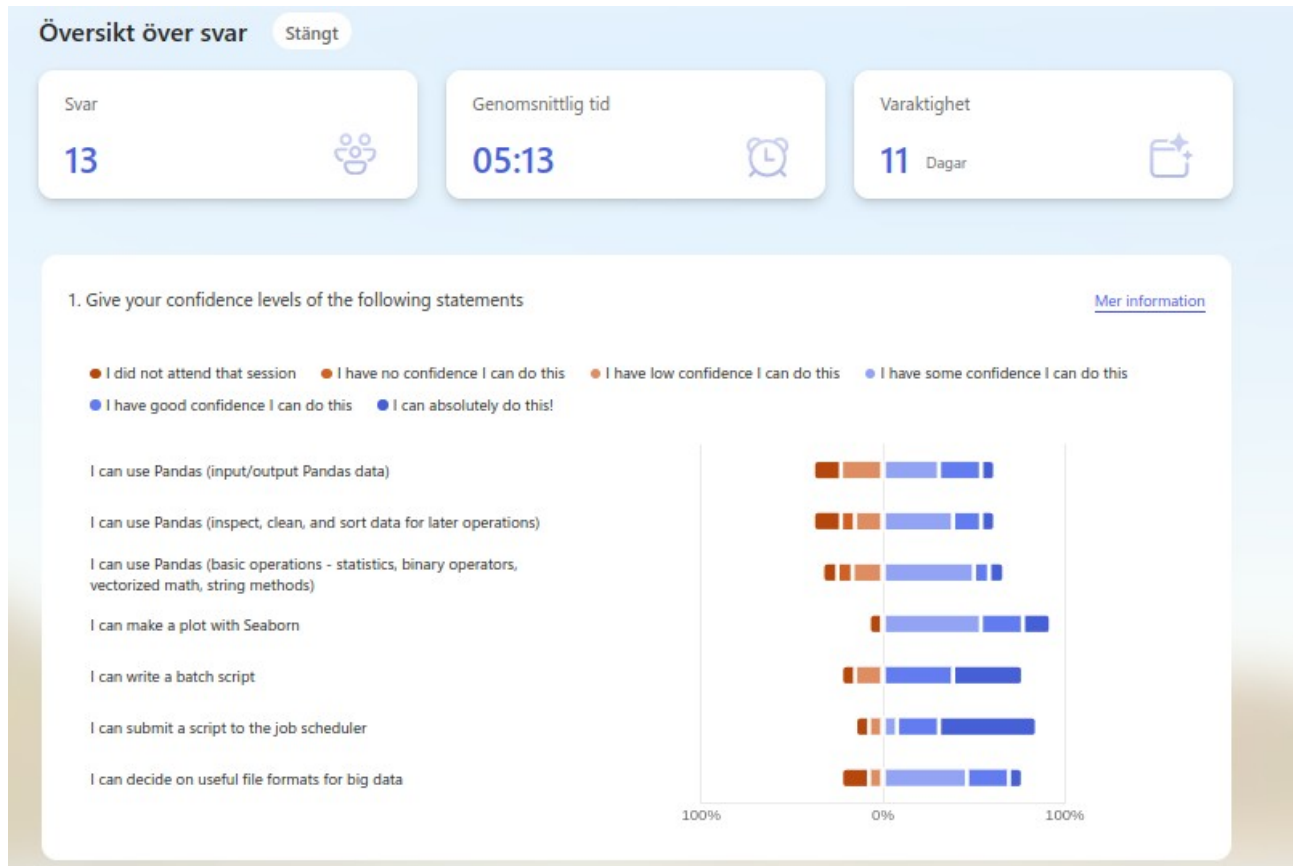 Översikt över svar Stängt
Svar Genomsnittlig tid Varaktighet
13 05:13 11 Dagar
1. Give your confidence levels of the following statements Mer information
I did not attend that session I have no confidence I can do this I have low confidence I can do this I have some confidence I can do this
I have good confidence I can do this I can absolutely do this!
I can use Pandas (input/output Pandas data)
I can use Pandas (inspect, clean, and sort data for later operations)
I can use Pandas (basic operations - statistics, binary operators,
vectorized math, string methods)
I can make a plot with Seaborn
I can write a batch script
I can submit a script to the job scheduler
I can decide on useful file formats for big data
100% 0% 100%